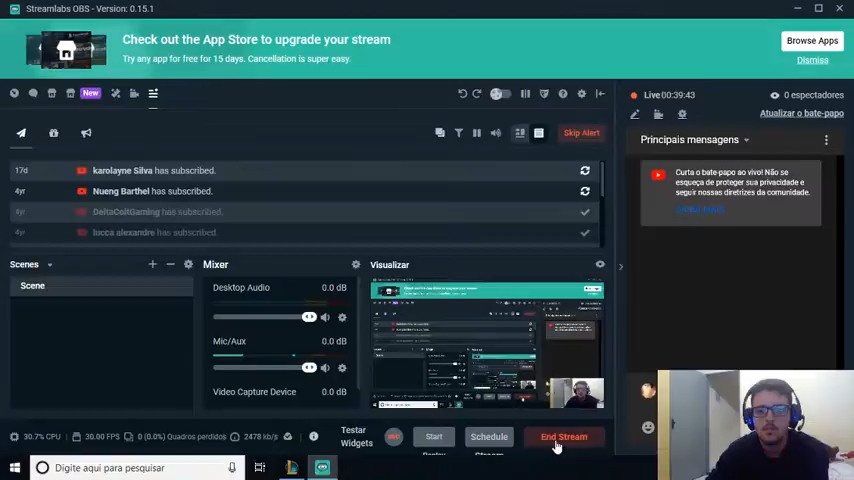 Streamlabs OBS - Version: 0.15.1
Check out the App Store to upgrade your stream
Try any app for free for 15 days. Cancellation is super easy.
Browse Apps
Dismiss
New
Live 00:39:43
0 espectadores
Atualizar o bate-papo
Skip Alert
Principais mensagens
17d karolayne Silva has subscribed.
4yr Nueng Barthel has subscribed.
4yr DeltaColtGaming has subscribed.
4yr lucca alexandre has subscribed.
Curta o bate-papo ao vivo! Não se
esqueça de proteger sua privacidade e
seguir nossas diretrizes da comunidade.
Scenes
Mixer
Visualizar
Scene
Desktop Audio 0.0 dB
Mic/Aux 0.0 dB
Video Capture Device 0.0 dB
30.7% CPU
30.00 FPS
0 (0.0%) Quadros perdidos
2478 kb/s
Testar
Widgets
REC
Start
Replay
Schedule
Stream
End Stream
Digite aqui para pesquisar